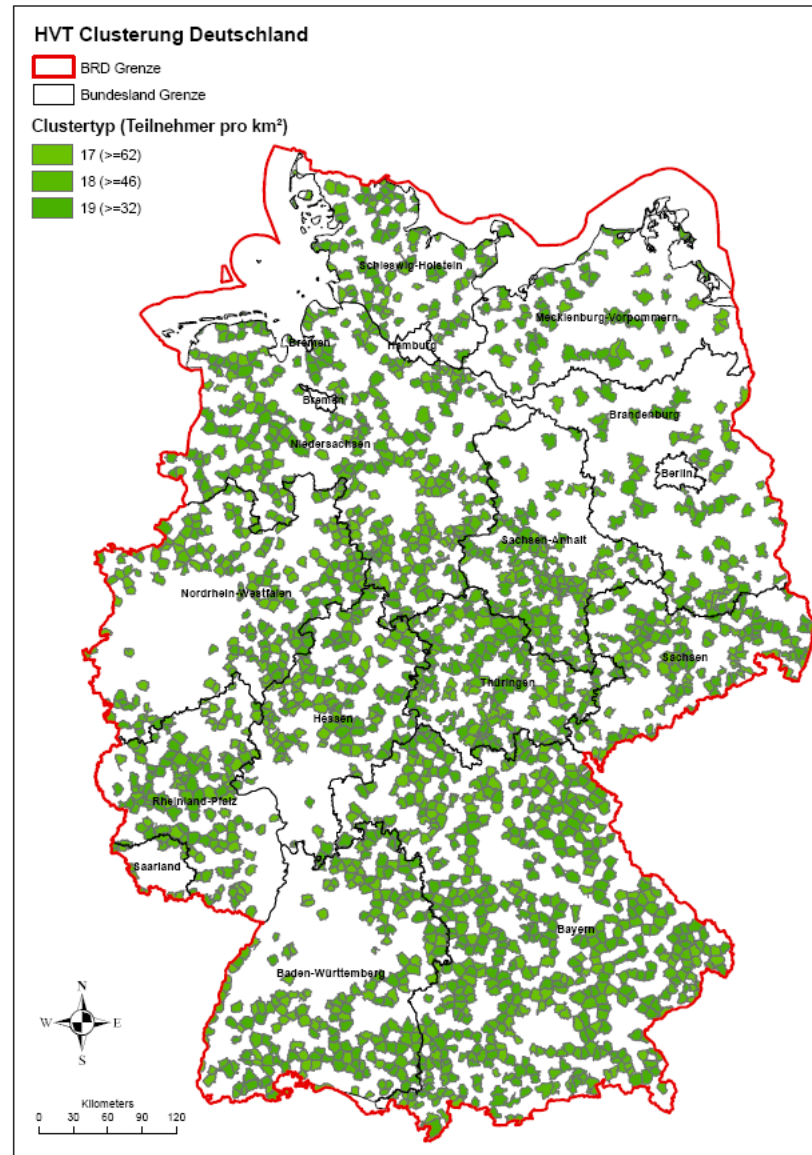 HVT Clusterung Deutschland
BRD Grenze
Bundesland Grenze
Clustertyp (Teilnehmer pro km²)
17 (>=62)
18 (>=46)
19 (>=32)
Schleswig-Holstein
Mecklenburg-Vorpommern
Bremen
Hamburg
Bremen
Brandenburg
Niedersachsen
Berlin
Sachsen-Anhalt
Nordrhein-Westfalen
Sachsen
Thüringen
Hessen
Rheinland-Pfalz
Saarland
Bayern
Baden-Württemberg
N
W E
S
Kilometers
0 30 60 90 120